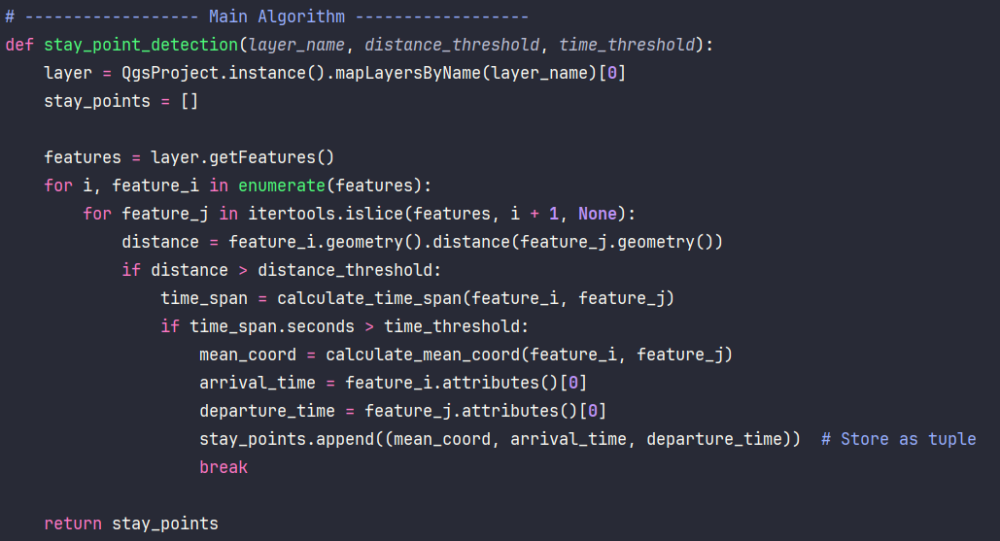 # ------------------ Main Algorithm ------------------
def stay_point_detection(layer_name, distance_threshold, time_threshold):
    layer = QgsProject.instance().mapLayersByName(layer_name)[0]
    stay_points = []

    features = layer.getFeatures()
    for i, feature_i in enumerate(features):
        for feature_j in itertools.islice(features, i + 1, None):
            distance = feature_i.geometry().distance(feature_j.geometry())
            if distance > distance_threshold:
                time_span = calculate_time_span(feature_i, feature_j)
                if time_span.seconds > time_threshold:
                    mean_coord = calculate_mean_coord(feature_i, feature_j)
                    arrival_time = feature_i.attributes()[0]
                    departure_time = feature_j.attributes()[0]
                    stay_points.append((mean_coord, arrival_time, departure_time))  # Store as tuple
                    break

    return stay_points